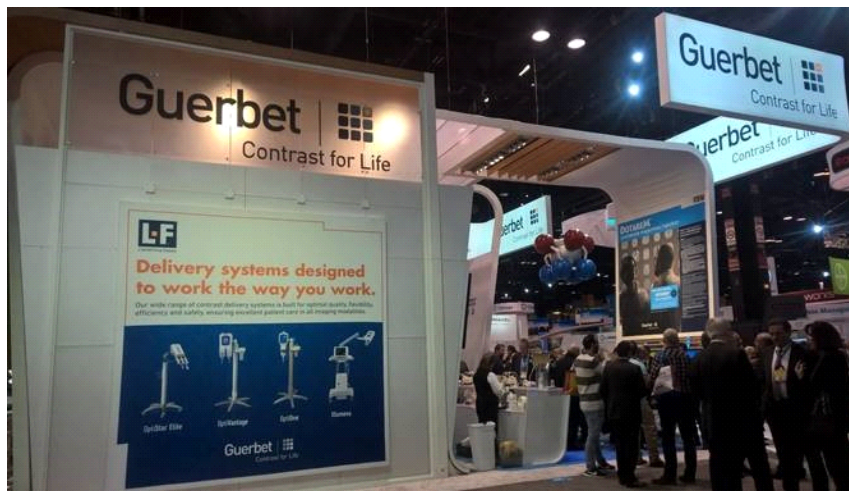 Guerbet
Contrast for Life
LF
Delivery systems designed
to work the way you work.
Our wide range of contrast delivery systems is built for optimal quality, flexibility,
efficiency and safety, ensuring excellent patient care in all imaging modalities.
OptiStar Elite
OptiVantage
OptiOne
Illumena
Guerbet
Contrast for Life
Guerbet
Contrast for Life
Guerbet
Contrast for Life
Guerbet
DOTAREM